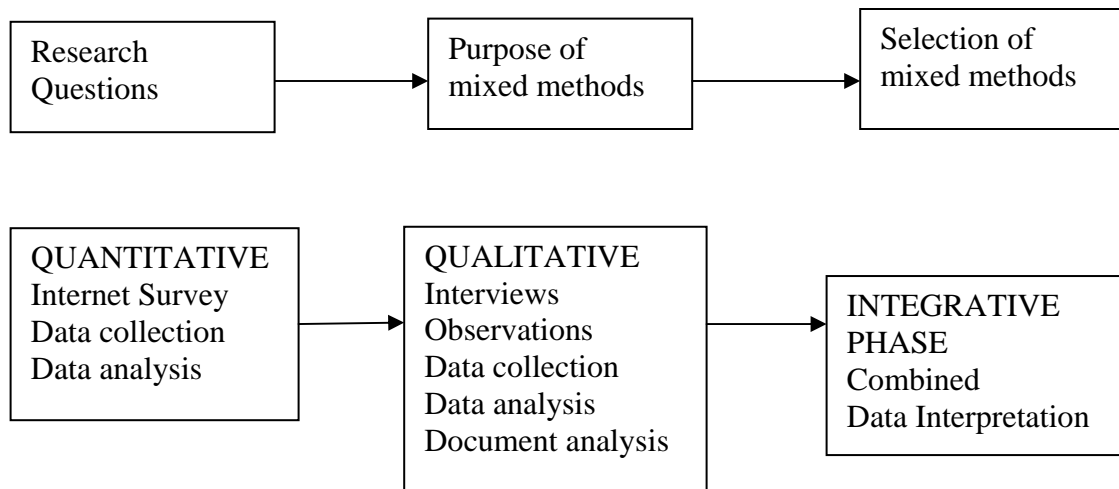 Research
Questions
Purpose of
mixed methods
Selection of
mixed methods
QUANTITATIVE
Internet Survey
Data collection
Data analysis
QUALITATIVE
Interviews
Observations
Data collection
Data analysis
Document analysis
INTEGRATIVE
PHASE
Combined
Data Interpretation